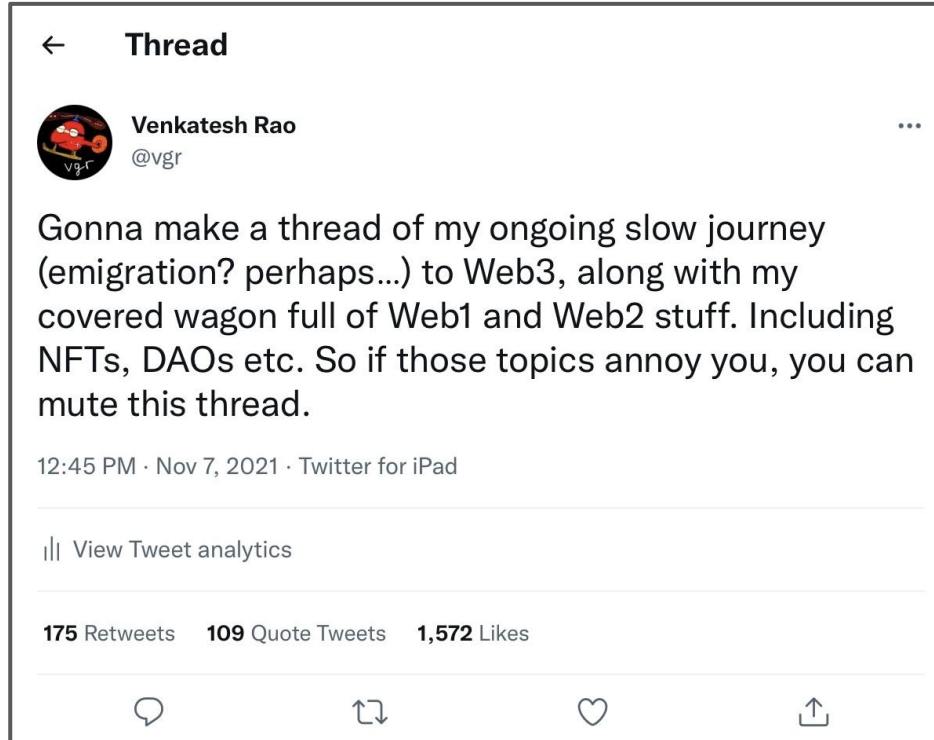 Thread
Venkatesh Rao
@vgr
vgr
Gonna make a thread of my ongoing slow journey
(emigration? perhaps...) to Web3, along with my
covered wagon full of Web1 and Web2 stuff. Including
NFTs, DAOs etc. So if those topics annoy you, you can
mute this thread.
12:45 PM · Nov 7, 2021 · Twitter for iPad
View Tweet analytics
175 Retweets 109 Quote Tweets 1,572 Likes